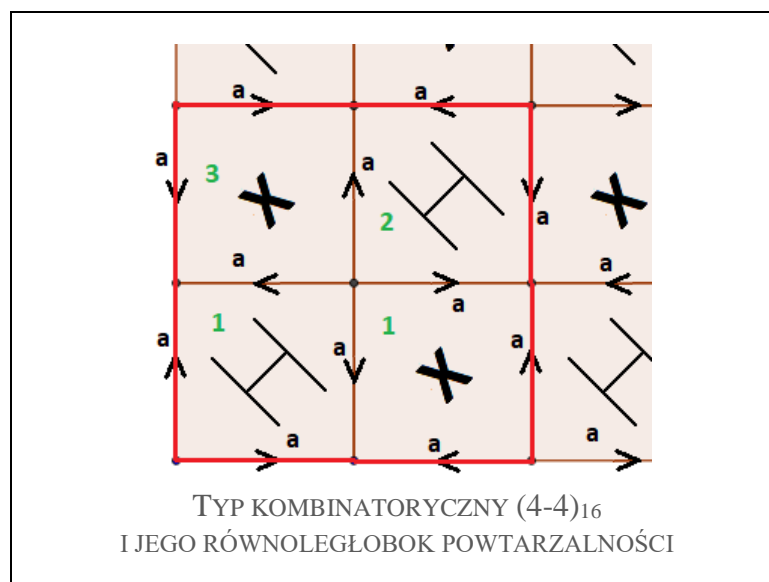 a a
a 3 X a H X
2 a
a a
1 H 1 a X a H
a a a a
TYP KOMBINATORYCZNY (4-4)₁₆
I JEGO RÓWNOLEGŁOBOK POWTARZALNOŚCI